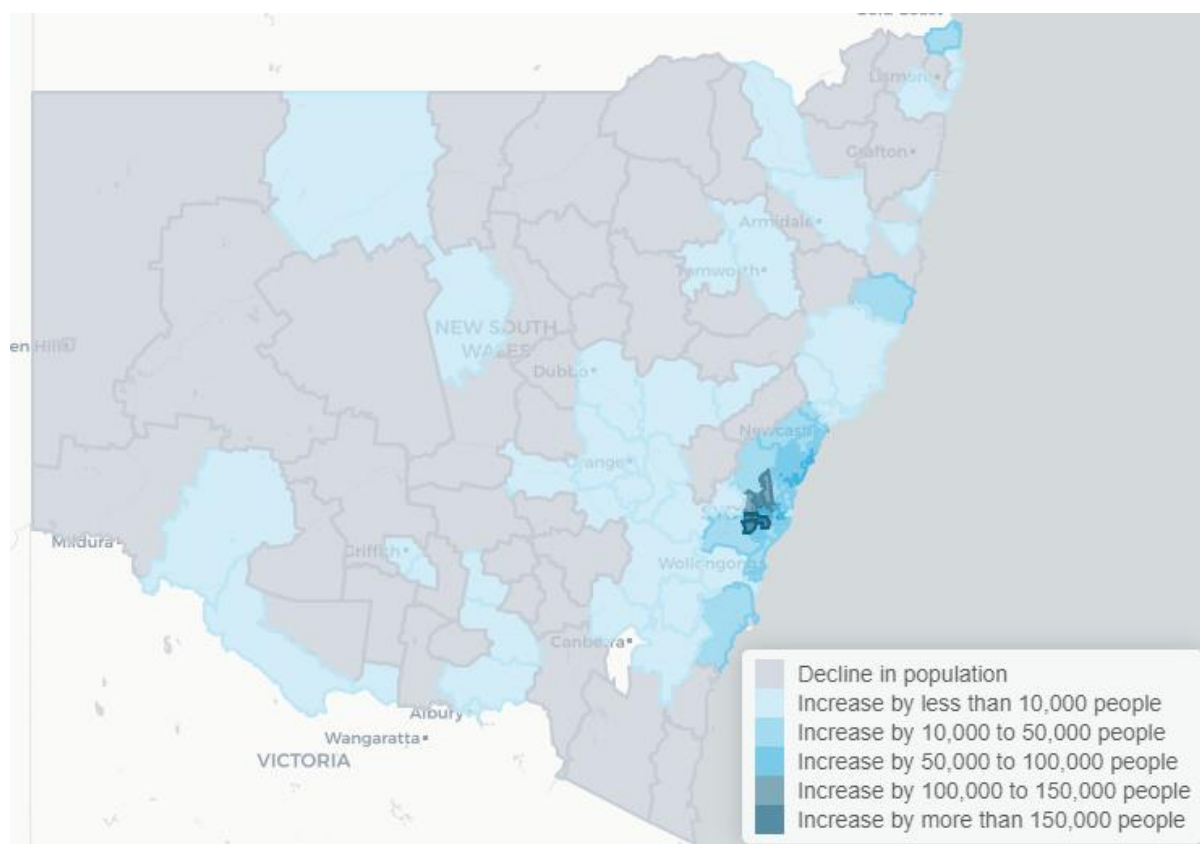 Lismore
Grafton
Armidale
Tamworth
NEW SOUTH
WALES
en Hill
Dubbo
Newcastle
Orange
Mildura
Griffith
Wollongong
Canberra
Albury
Wangaratta
VICTORIA
Decline in population
Increase by less than 10,000 people
Increase by 10,000 to 50,000 people
Increase by 50,000 to 100,000 people
Increase by 100,000 to 150,000 people
Increase by more than 150,000 people